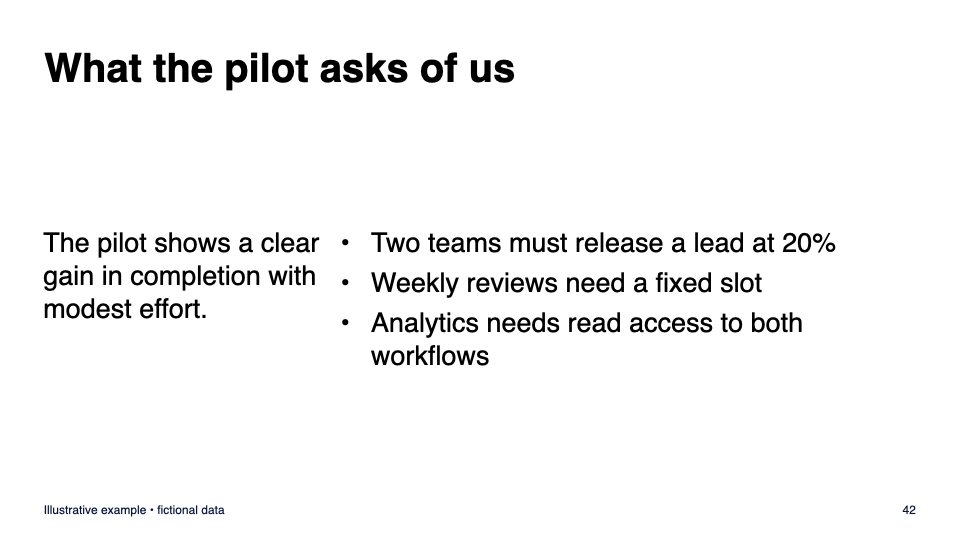 What the pilot asks of us
The pilot shows a clear
gain in completion with
modest effort.
• Two teams must release a lead at 20%
• Weekly reviews need a fixed slot
• Analytics needs read access to both
workflows
Illustrative example • fictional data
42